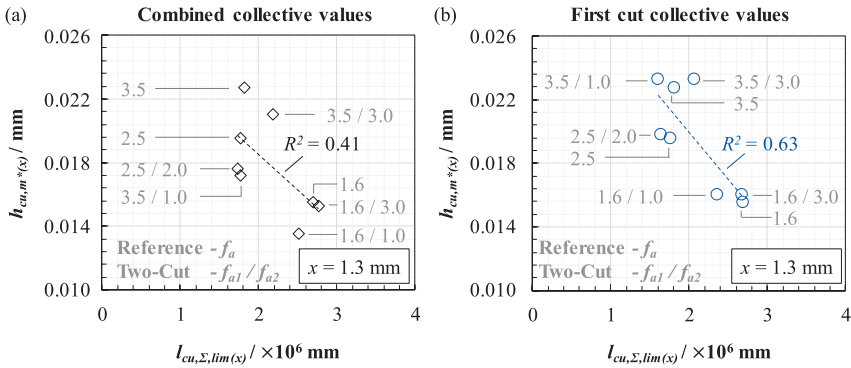 (a) Combined collective values
h_cu,m*(x) / mm
0.026
0.022
0.018
0.014
0.010
0 1 2 3 4
l_cu,Σ,lim(x) / ×10⁶ mm
3.5
3.5 / 3.0
2.5
R² = 0.41
2.5 / 2.0
3.5 / 1.0
1.6
1.6 / 3.0
1.6 / 1.0
Reference - f_a
Two-Cut - f_a1 / f_a2
x = 1.3 mm
(b) First cut collective values
h_cu,m*(x) / mm
0.026
0.022
0.018
0.014
0.010
0 1 2 3 4
l_cu,Σ,lim(x) / ×10⁶ mm
3.5 / 1.0
3.5 / 3.0
3.5
2.5 / 2.0
2.5
R² = 0.63
1.6 / 1.0
1.6 / 3.0
1.6
Reference - f_a
Two-Cut - f_a1 / f_a2
x = 1.3 mm